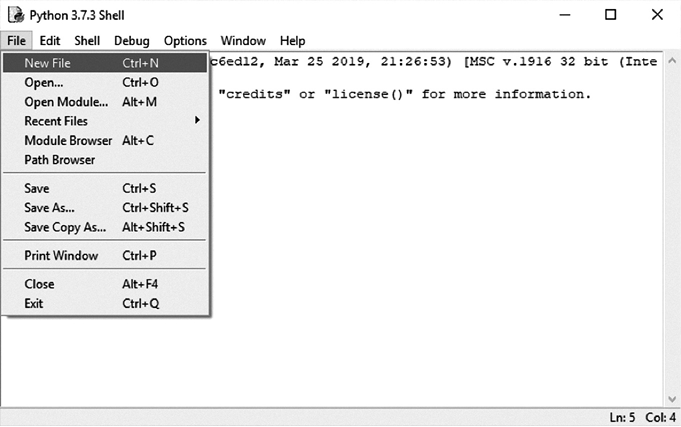 Python 3.7.3 Shell
File Edit Shell Debug Options Window Help
New File Ctrl+N
Open... Ctrl+O
Open Module... Alt+M
Recent Files
Module Browser Alt+C
Path Browser
Save Ctrl+S
Save As... Ctrl+Shift+S
Save Copy As... Alt+Shift+S
Print Window Ctrl+P
Close Alt+F4
Exit Ctrl+Q
c6ed12, Mar 25 2019, 21:26:53) [MSC v.1916 32 bit (Inte
"credits" or "license()" for more information.
Ln: 5 Col: 4